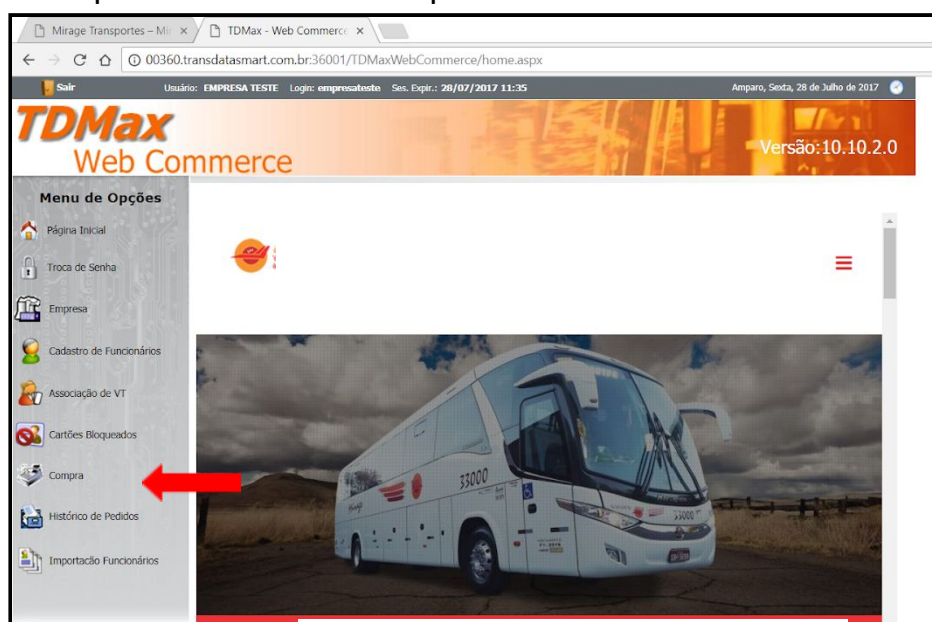 Mirage Transportes – Mi
TDMax - Web Commerce
00360.transdatasmart.com.br:36001/TDMaxWebCommerce/home.aspx
Sair
Usuário: EMPRESA TESTE Login: empresateste Ses. Expir.: 28/07/2017 11:35
Amparo, Sexta, 28 de Julho de 2017
TDMax
Web Commerce
Versão:10.10.2.0
Menu de Opções
Página Inicial
Troca de Senha
Empresa
Cadastro de Funcionários
Associação de VT
Cartões Bloqueados
Compra
Histórico de Pedidos
Importação Funcionários
33000
33000